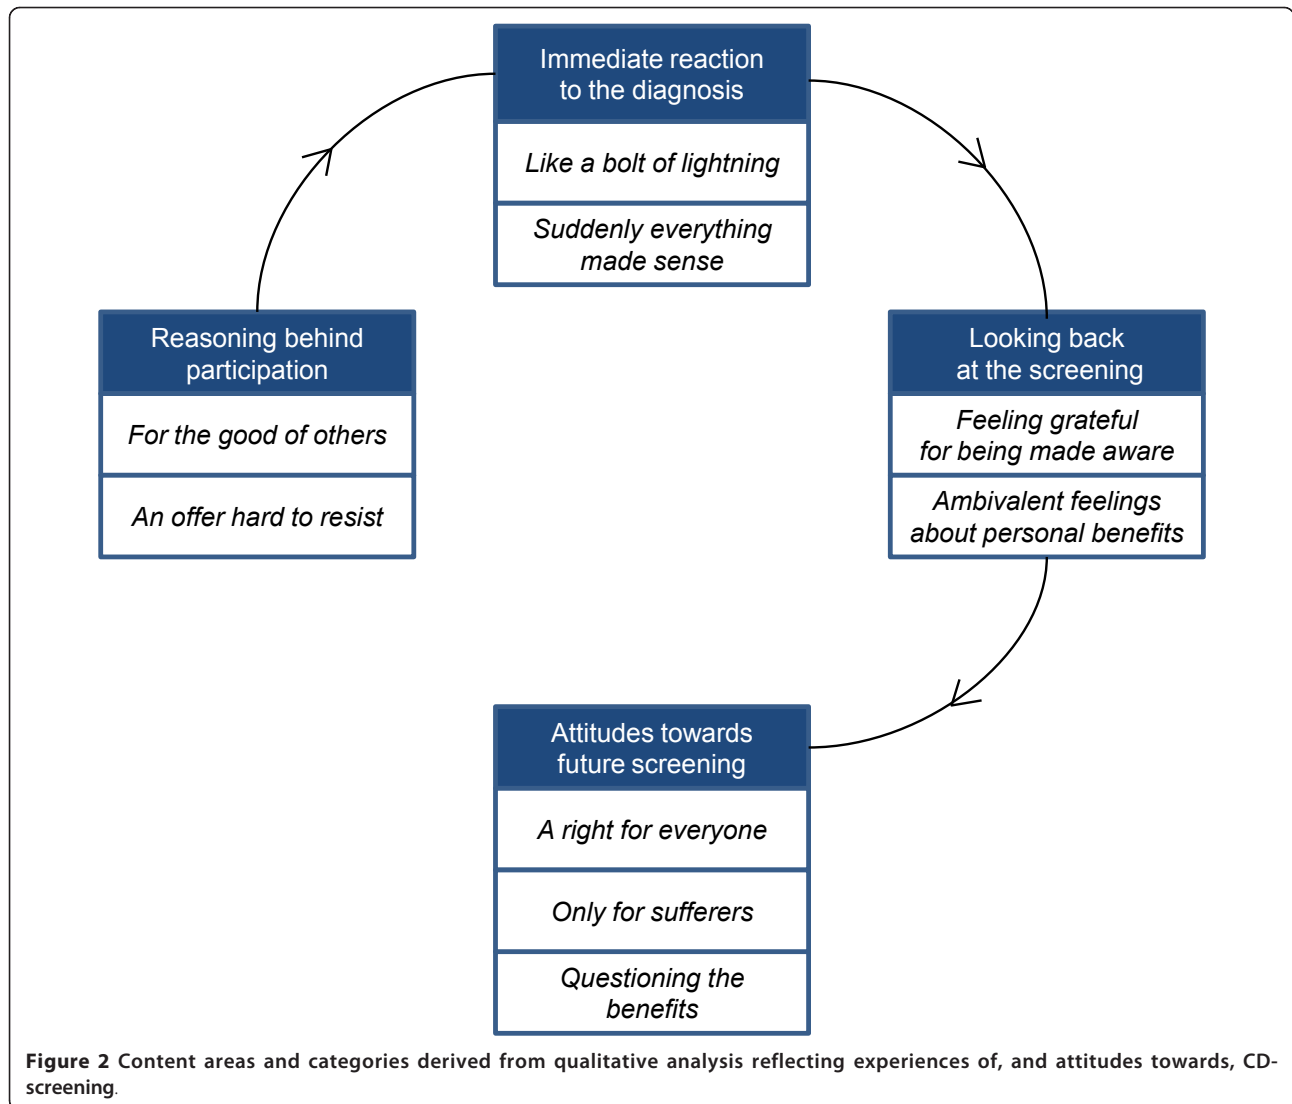 Immediate reaction
to the diagnosis
Like a bolt of lightning
Suddenly everything
made sense
Reasoning behind
participation
For the good of others
An offer hard to resist
Looking back
at the screening
Feeling grateful
for being made aware
Ambivalent feelings
about personal benefits
Attitudes towards
future screening
A right for everyone
Only for sufferers
Questioning the
benefits
Figure 2 Content areas and categories derived from qualitative analysis reflecting experiences of, and attitudes towards, CD-
screening.